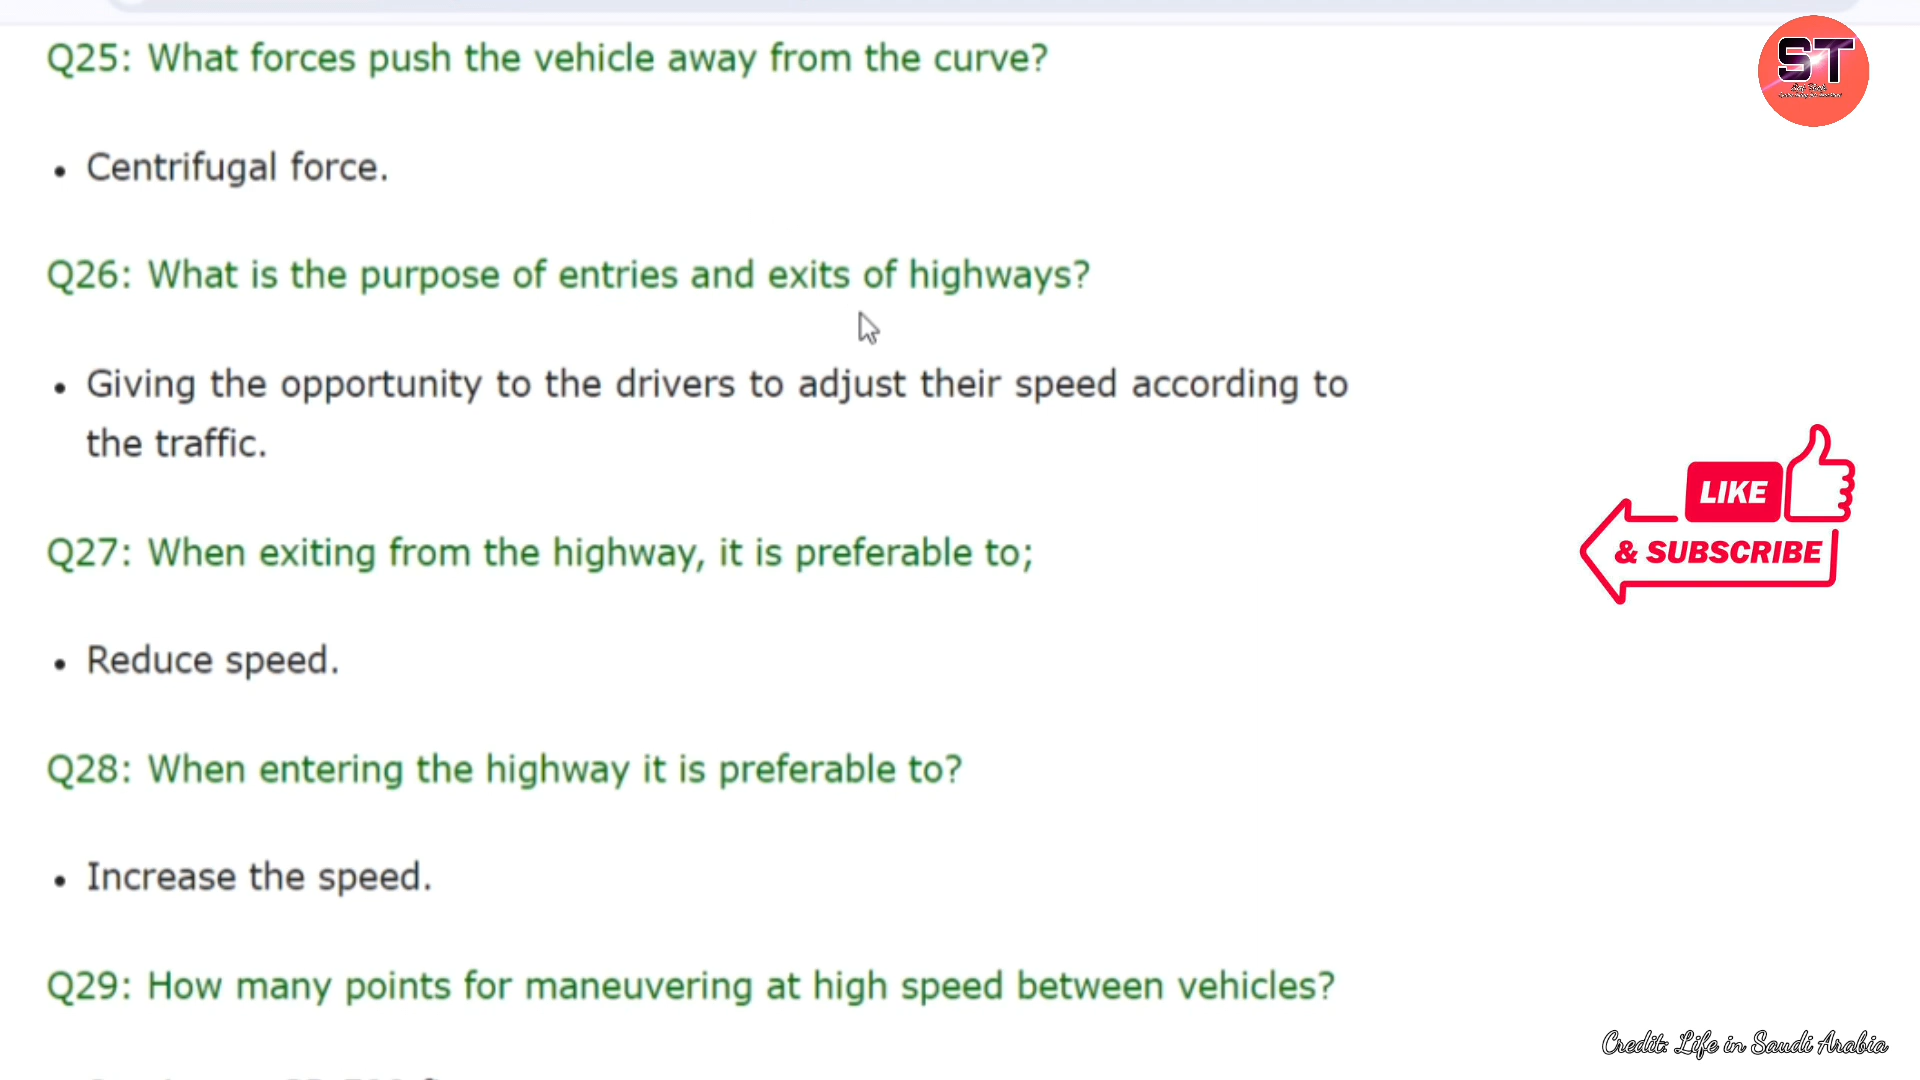 Q25: What forces push the vehicle away from the curve?
ST
• Centrifugal force.
Q26: What is the purpose of entries and exits of highways?
• Giving the opportunity to the drivers to adjust their speed according to
the traffic.
LIKE
& SUBSCRIBE
Q27: When exiting from the highway, it is preferable to;
• Reduce speed.
Q28: When entering the highway it is preferable to?
• Increase the speed.
Q29: How many points for maneuvering at high speed between vehicles?
Credit: Life in Saudi Arabia